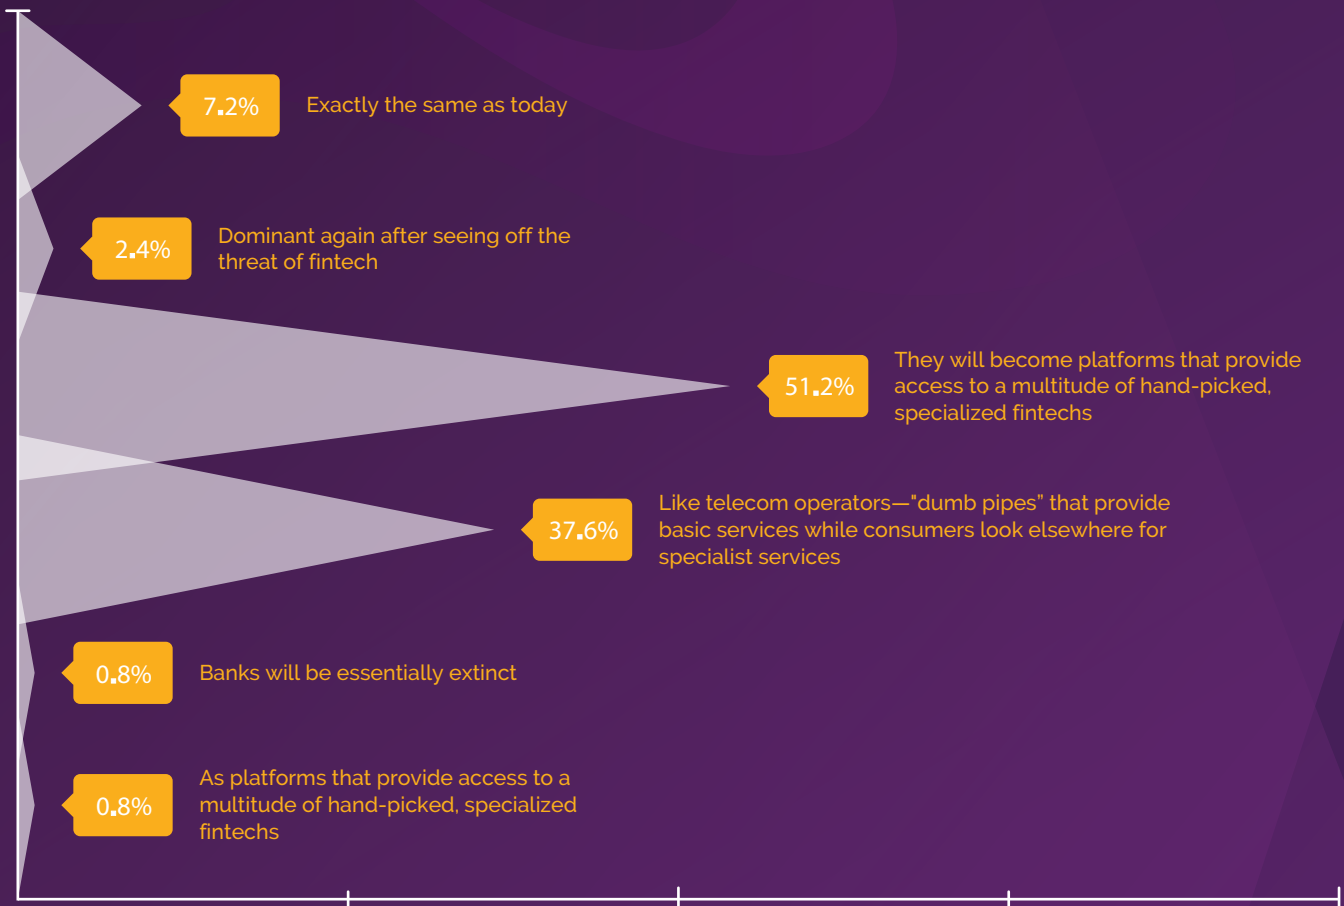 7.2%
Exactly the same as today
2.4%
Dominant again after seeing off the
threat of fintech
51.2%
They will become platforms that provide
access to a multitude of hand-picked,
specialized fintechs
37.6%
Like telecom operators—"dumb pipes” that provide
basic services while consumers look elsewhere for
specialist services
0.8%
Banks will be essentially extinct
0.8%
As platforms that provide access to a
multitude of hand-picked, specialized
fintechs